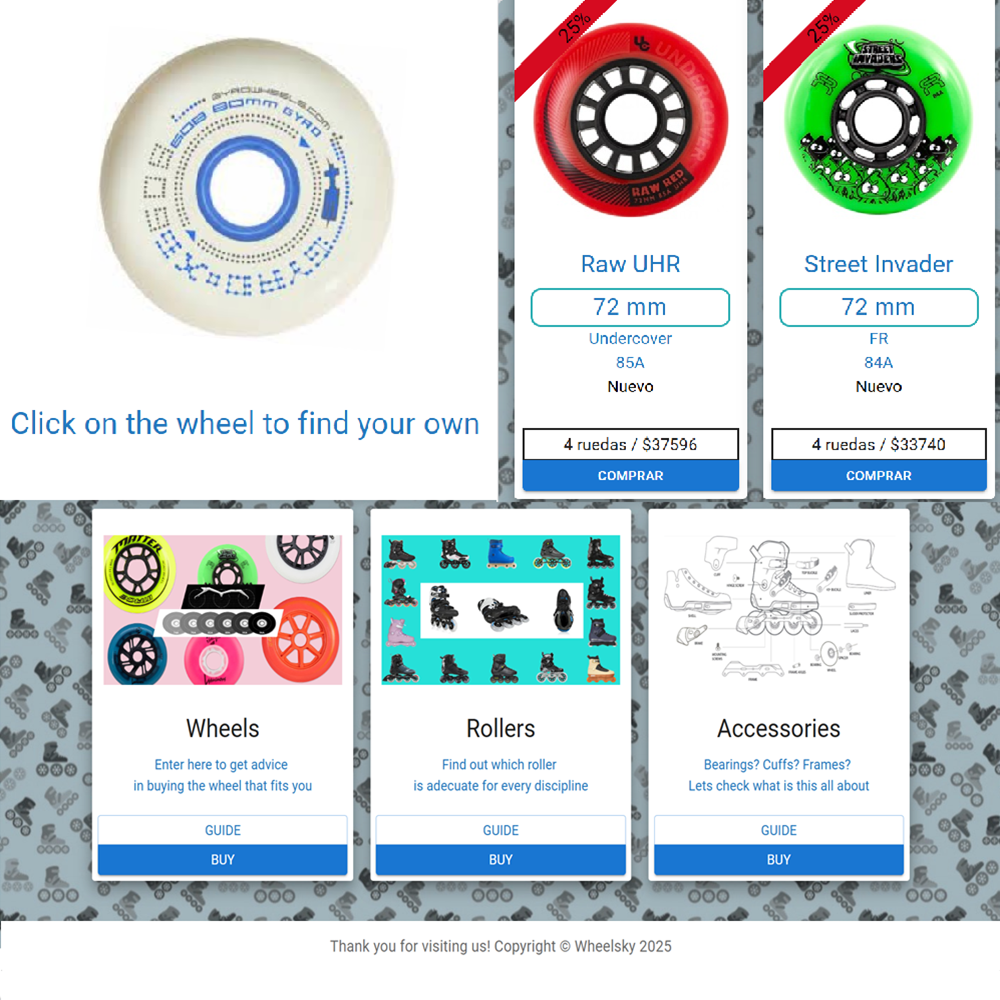 GYROWHEELS.COM
608 80mm GYRO
Click on the wheel to find your own
25%
UNDERCOVER
RAW RED
Raw UHR
72 mm
Undercover
85A
Nuevo
4 ruedas / $37596
COMPRAR
25%
STREET
INVADERS
Street Invader
72 mm
FR
84A
Nuevo
4 ruedas / $33740
COMPRAR
MATTER
Wheels
Enter here to get advice
in buying the wheel that fits you
GUIDE
BUY
Rollers
Find out which roller
is adecuate for every discipline
GUIDE
BUY
Accessories
Bearings? Cuffs? Frames?
Lets check what is this all about
GUIDE
BUY
Thank you for visiting us! Copyright © Wheelsky 2025